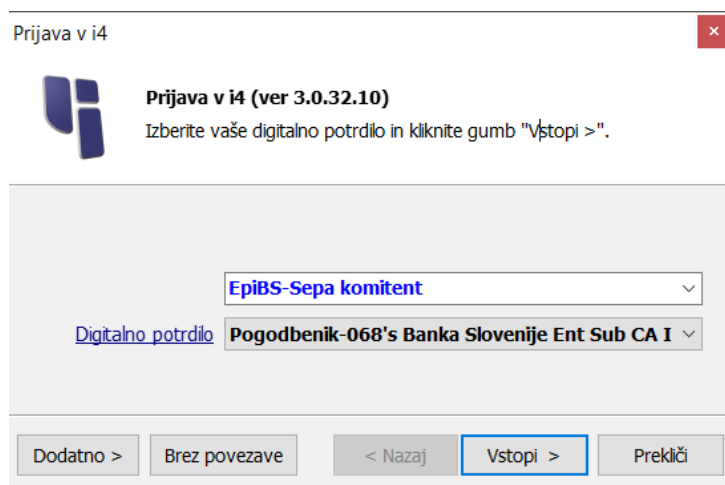 Prijava v i4
Prijava v i4 (ver 3.0.32.10)
Izberite vaše digitalno potrdilo in kliknite gumb "Vstopi >".
EpiBS-Sepa komitent
Digitalno potrdilo Pogodbenik-068's Banka Slovenije Ent Sub CA I
Dodatno > Brez povezave < Nazaj Vstopi > Prekliči